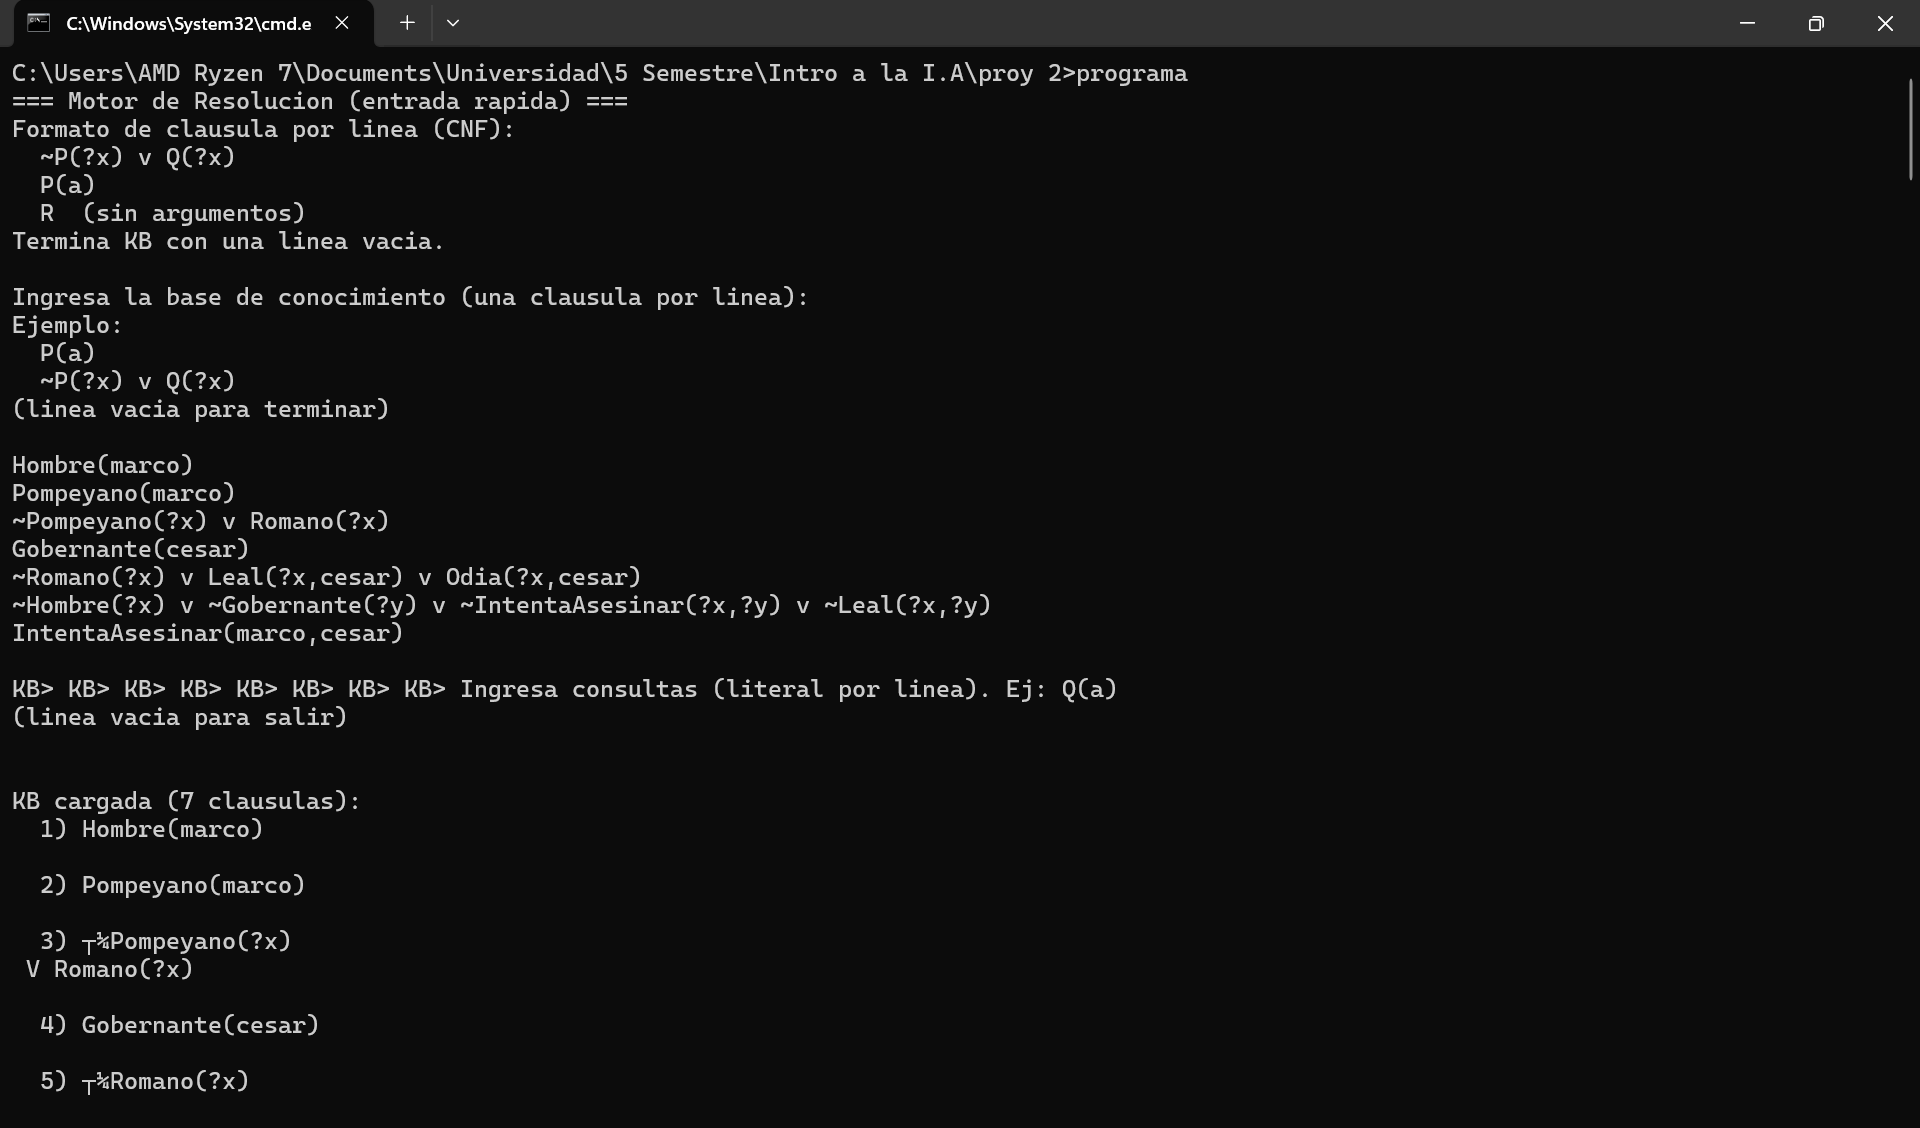 C:\Windows\System32\cmd.e
C:\Users\AMD Ryzen 7\Documents\Universidad\5 Semestre\Intro a la I.A\proy 2>programa
=== Motor de Resolucion (entrada rapida) ===
Formato de clausula por linea (CNF):
  ~P(?x) v Q(?x)
  P(a)
  R  (sin argumentos)
Termina KB con una linea vacia.

Ingresa la base de conocimiento (una clausula por linea):
Ejemplo:
  P(a)
  ~P(?x) v Q(?x)
(linea vacia para terminar)

Hombre(marco)
Pompeyano(marco)
~Pompeyano(?x) v Romano(?x)
Gobernante(cesar)
~Romano(?x) v Leal(?x,cesar) v Odia(?x,cesar)
~Hombre(?x) v ~Gobernante(?y) v ~IntentaAsesinar(?x,?y) v ~Leal(?x,?y)
IntentaAsesinar(marco,cesar)

KB> KB> KB> KB> KB> KB> KB> KB> Ingresa consultas (literal por linea). Ej: Q(a)
(linea vacia para salir)


KB cargada (7 clausulas):
  1) Hombre(marco)

  2) Pompeyano(marco)

  3) ┬¼Pompeyano(?x)
 V Romano(?x)

  4) Gobernante(cesar)

  5) ┬¼Romano(?x)